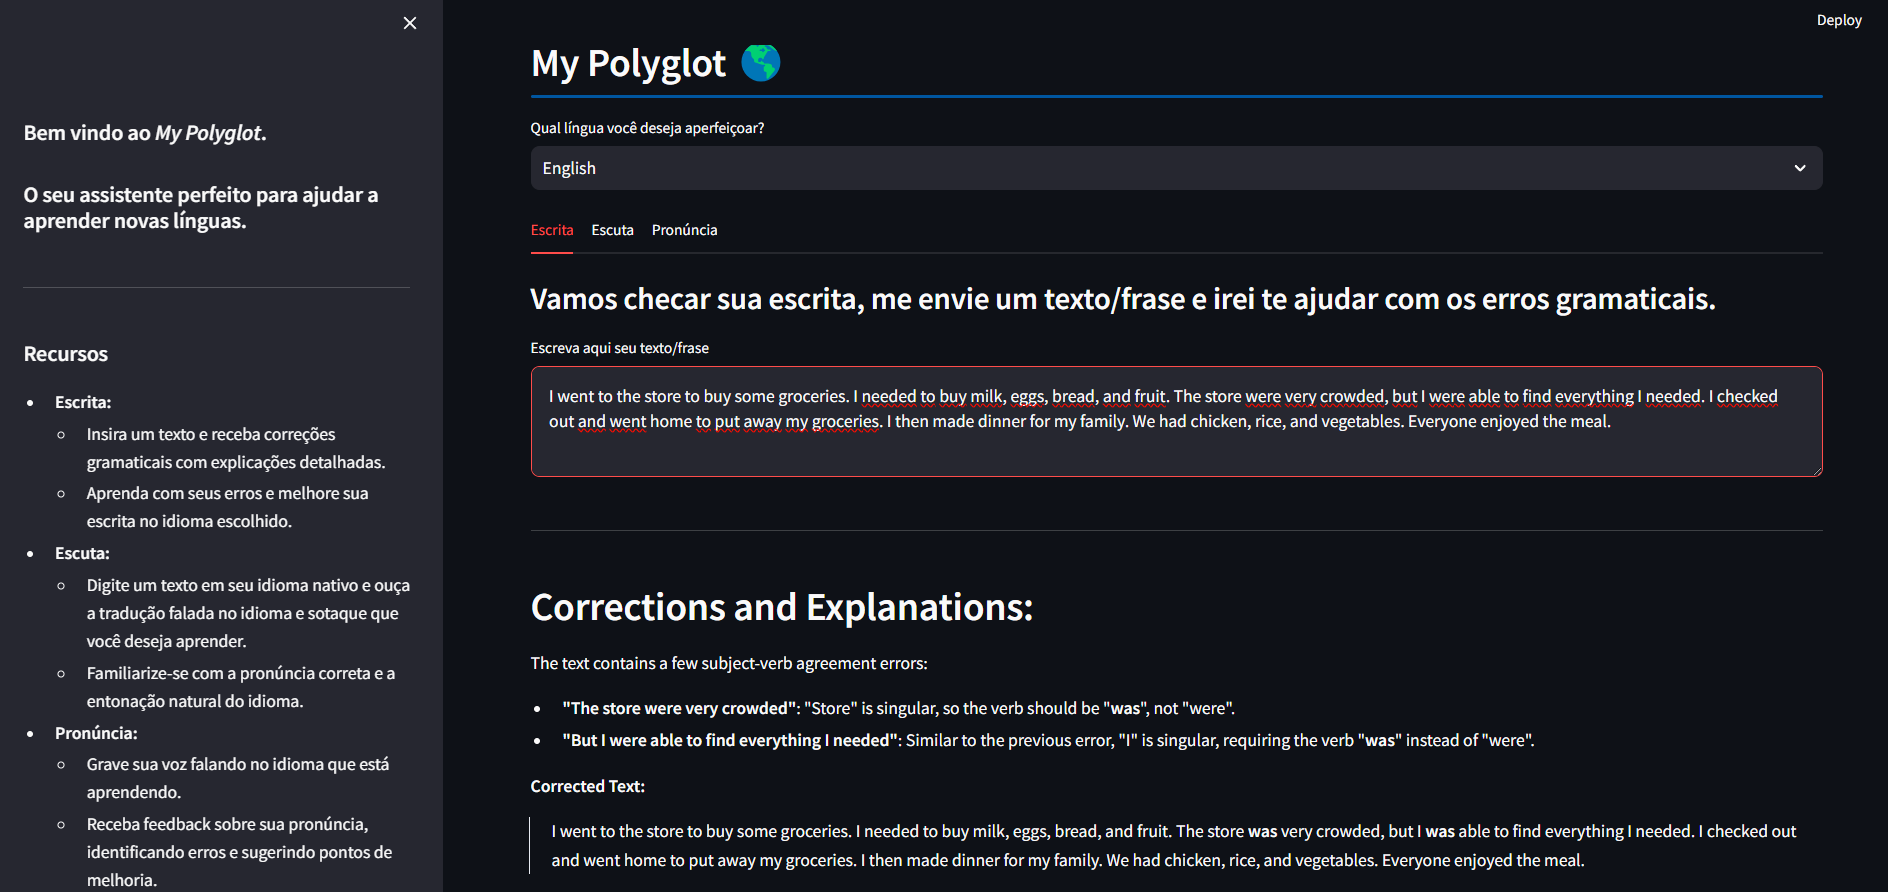 Bem vindo ao My Polyglot.
O seu assistente perfeito para ajudar a
aprender novas línguas.
Recursos
Escrita:
Insira um texto e receba correções
gramaticais com explicações detalhadas.
Aprenda com seus erros e melhore sua
escrita no idioma escolhido.
Escuta:
Digite um texto em seu idioma nativo e ouça
a tradução falada no idioma e sotaque que
você deseja aprender.
Familiarize-se com a pronúncia correta e a
entonação natural do idioma.
Pronúncia:
Grave sua voz falando no idioma que está
aprendendo.
Receba feedback sobre sua pronúncia,
identificando erros e sugerindo pontos de
melhoria.
Deploy
My Polyglot
Qual língua você deseja aperfeiçoar?
English
Escrita Escuta Pronúncia
Vamos checar sua escrita, me envie um texto/frase e irei te ajudar com os erros gramaticais.
Escreva aqui seu texto/frase
I went to the store to buy some groceries. I needed to buy milk, eggs, bread, and fruit. The store were very crowded, but I were able to find everything I needed. I checked
out and went home to put away my groceries. I then made dinner for my family. We had chicken, rice, and vegetables. Everyone enjoyed the meal.
Corrections and Explanations:
The text contains a few subject-verb agreement errors:
"The store were very crowded": "Store" is singular, so the verb should be "was", not "were".
"But I were able to find everything I needed": Similar to the previous error, "I" is singular, requiring the verb "was" instead of "were".
Corrected Text:
I went to the store to buy some groceries. I needed to buy milk, eggs, bread, and fruit. The store was very crowded, but I was able to find everything I needed. I checked out
and went home to put away my groceries. I then made dinner for my family. We had chicken, rice, and vegetables. Everyone enjoyed the meal.